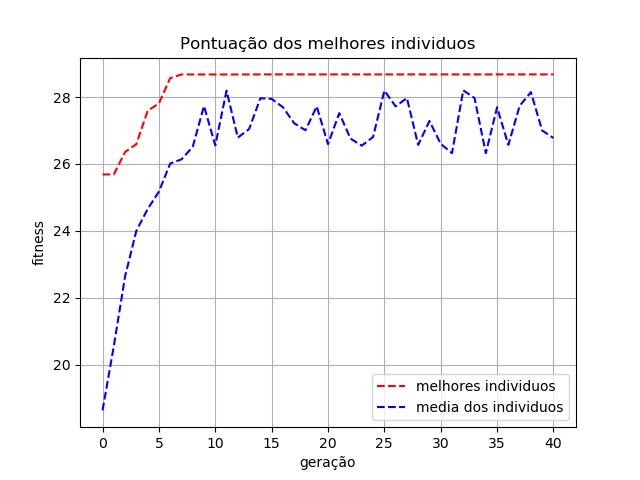 Pontuação dos melhores individuos
28
26
24
22
20
fitness
0 5 10 15 20 25 30 35 40
geração
melhores individuos
media dos individuos